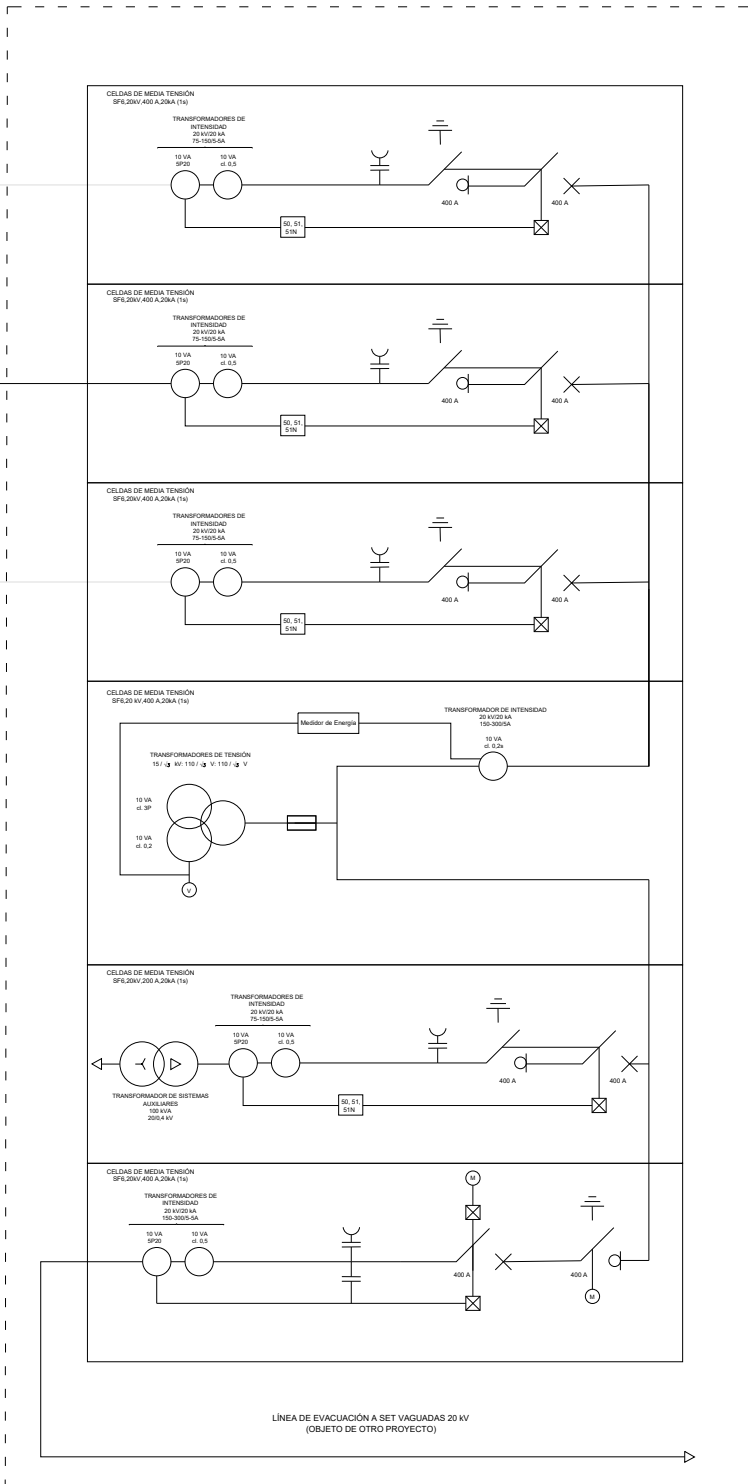 CELDAS DE MEDIA TENSIÓN
SF6,20kV,400 A,20kA (1s)
TRANSFORMADORES DE
INTENSIDAD
20 kV/20 kA
75-150/5-5A
10 VA
5P20
10 VA
cl. 0,5
400 A
400 A
50, 51,
51N
CELDAS DE MEDIA TENSIÓN
SF6,20kV,400 A,20kA (1s)
TRANSFORMADORES DE
INTENSIDAD
20 kV/20 kA
75-150/5-5A
10 VA
5P20
10 VA
cl. 0,5
400 A
400 A
50, 51,
51N
CELDAS DE MEDIA TENSIÓN
SF6,20kV,400 A,20kA (1s)
TRANSFORMADORES DE
INTENSIDAD
20 kV/20 kA
75-150/5-5A
10 VA
5P20
10 VA
cl. 0,5
400 A
400 A
50, 51,
51N
CELDAS DE MEDIA TENSIÓN
SF6,20 kV,400 A,20kA (1s)
TRANSFORMADOR DE INTENSIDAD
20 kV/20 kA
150-300/5A
Medidor de Energía
10 VA
cl. 0,2s
TRANSFORMADORES DE TENSIÓN
15 / √3 kV: 110 / √3 V: 110 / √3 V
10 VA
cl. 3P
10 VA
cl. 0,2
V
CELDAS DE MEDIA TENSIÓN
SF6,20kV,200 A,20kA (1s)
TRANSFORMADORES DE
INTENSIDAD
20 kV/20 kA
75-150/5-5A
10 VA
5P20
10 VA
cl. 0,5
400 A
400 A
TRANSFORMADOR DE SISTEMAS
AUXILIARES
100 kVA
20/0,4 kV
50, 51,
51N
CELDAS DE MEDIA TENSIÓN
SF6,20kV,400 A,20kA (1s)
M
TRANSFORMADORES DE
INTENSIDAD
20 kV/20 kA
150-300/5-5A
10 VA
5P20
10 VA
cl. 0,5
400 A
400 A
M
LÍNEA DE EVACUACIÓN A SET VAGUADAS 20 kV
(OBJETO DE OTRO PROYECTO)